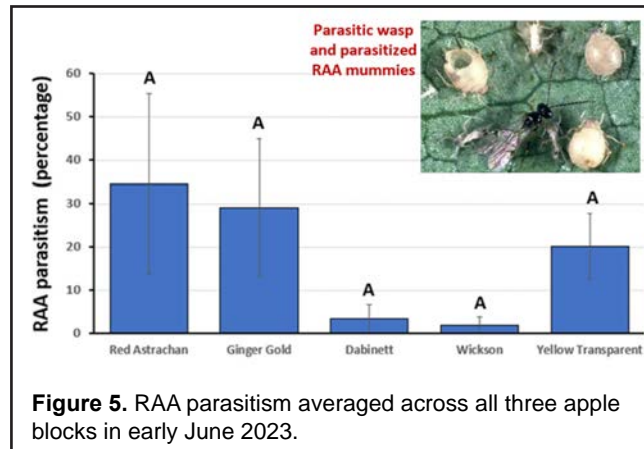 Parasitic wasp
and parasitized
RAA mummies
RAA parasitism (percentage)
60
50
40
30
20
10
0
A
A
A
A
A
Red Astrachan
Ginger Gold
Dabinett
Wickson
Yellow Transparent
Figure 5. RAA parasitism averaged across all three apple
blocks in early June 2023.